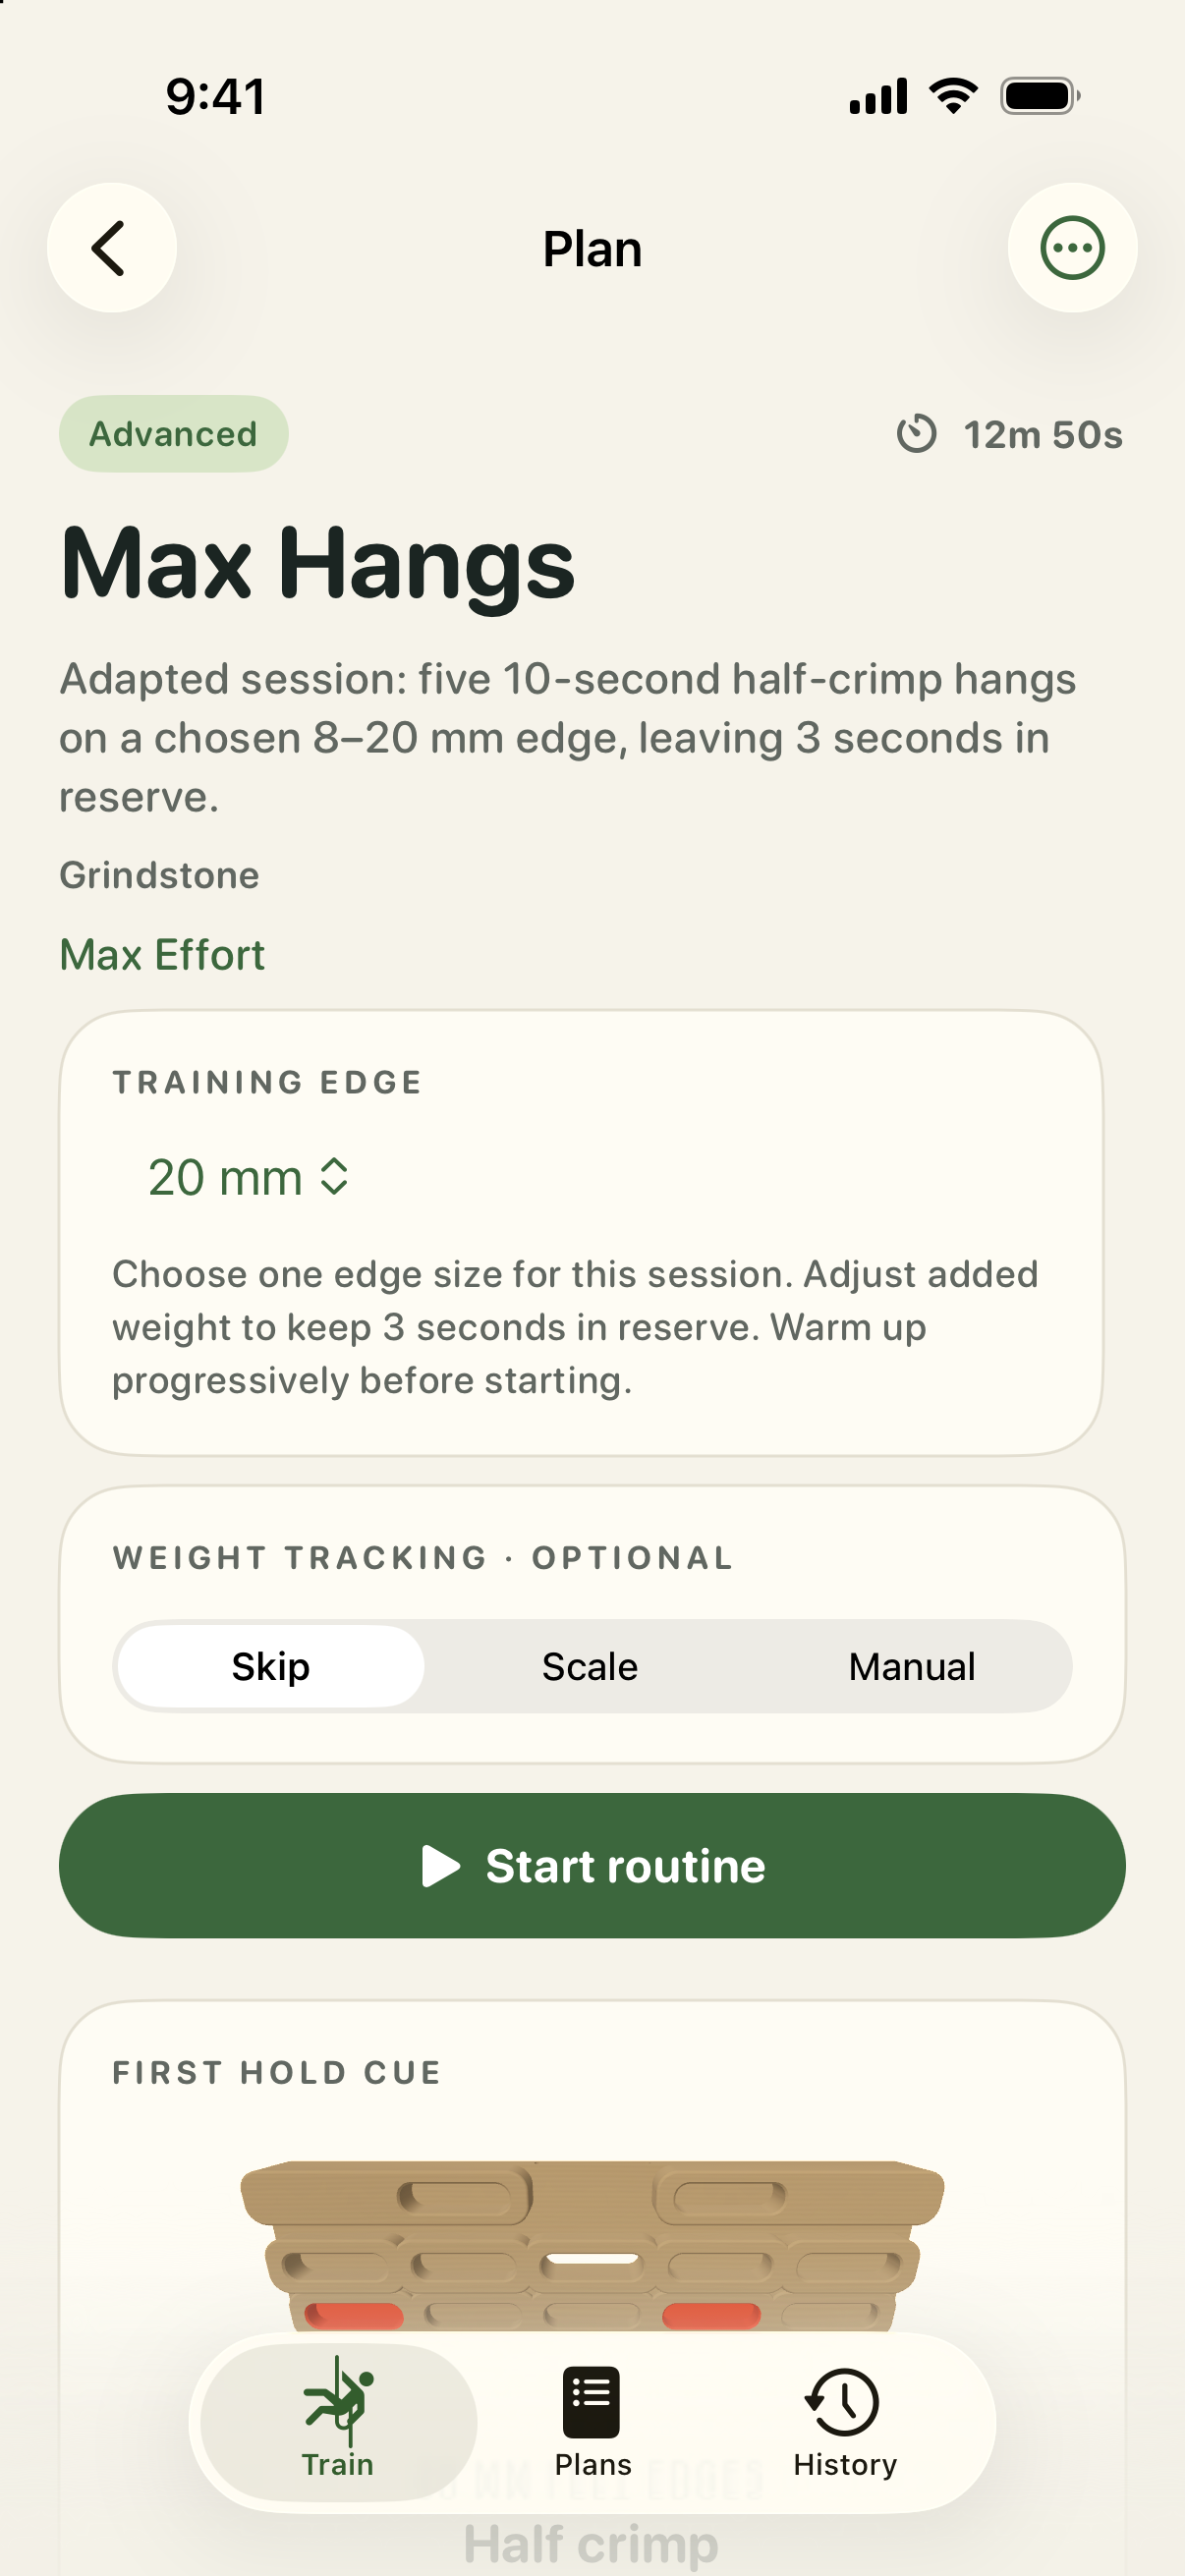 9:41
Plan
Advanced
12m 50s
Max Hangs
Adapted session: five 10-second half-crimp hangs
on a chosen 8–20 mm edge, leaving 3 seconds in
reserve.
Grindstone
Max Effort
TRAINING EDGE
20 mm
Choose one edge size for this session. Adjust added
weight to keep 3 seconds in reserve. Warm up
progressively before starting.
WEIGHT TRACKING · OPTIONAL
Skip
Scale
Manual
Start routine
FIRST HOLD CUE
Train
Plans
History
Half crimp